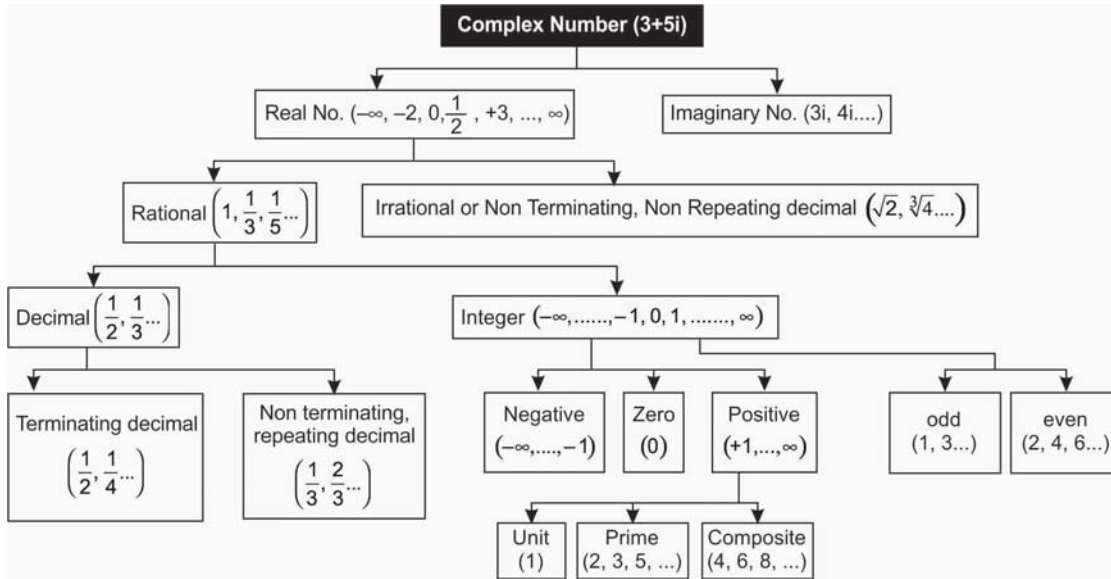 Complex Number (3+5i)
Real No. (–∞, –2, 0, 1/2 , +3, ..., ∞)
Imaginary No. (3i, 4i....)
Rational (1, 1/3, 1/5...)
Irrational or Non Terminating, Non Repeating decimal (√2, ∛4....)
Decimal (1/2, 1/3...)
Integer (–∞,......,–1, 0, 1, ......., ∞)
Terminating decimal
(1/2, 1/4...)
Non terminating,
repeating decimal
(1/3, 2/3...)
Negative
(–∞,....,–1)
Zero
(0)
Positive
(+1,...,∞)
odd
(1, 3...)
even
(2, 4, 6...)
Unit
(1)
Prime
(2, 3, 5, ...)
Composite
(4, 6, 8, ...)